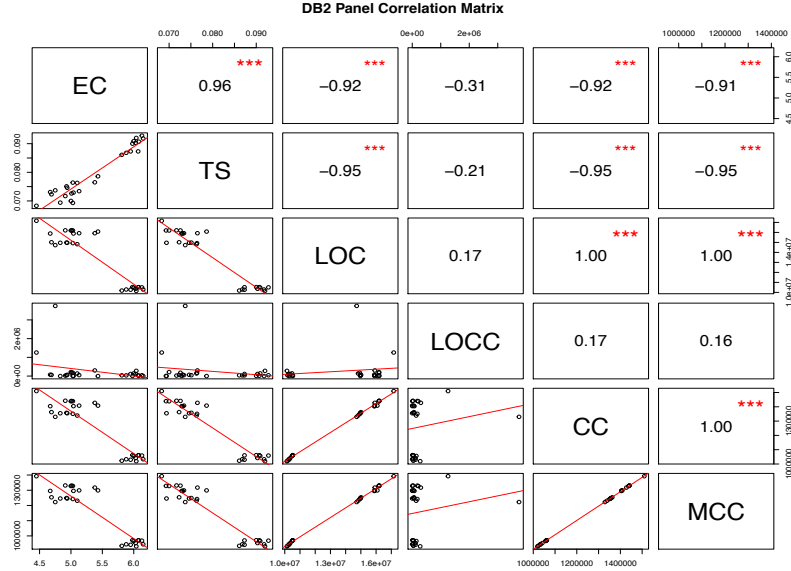 DB2 Panel Correlation Matrix
0.070 0.080 0.090 0e+00 2e+06 1000000 1200000 1400000
EC 0.96 *** −0.92 *** −0.31 −0.92 *** −0.91 *** 4.5 5.0 5.5 6.0
0.070 0.080 0.090 TS −0.95 *** −0.21 −0.95 *** −0.95 ***
LOC 0.17 1.00 *** 1.00 *** 1.0e+07 1.4e+07
0e+00 2e+06 LOCC 0.17 0.16
CC 1.00 *** 1000000 1300000
1000000 1300000 MCC
4.5 5.0 5.5 6.0 1.0e+07 1.3e+07 1.6e+07 1000000 1200000 1400000